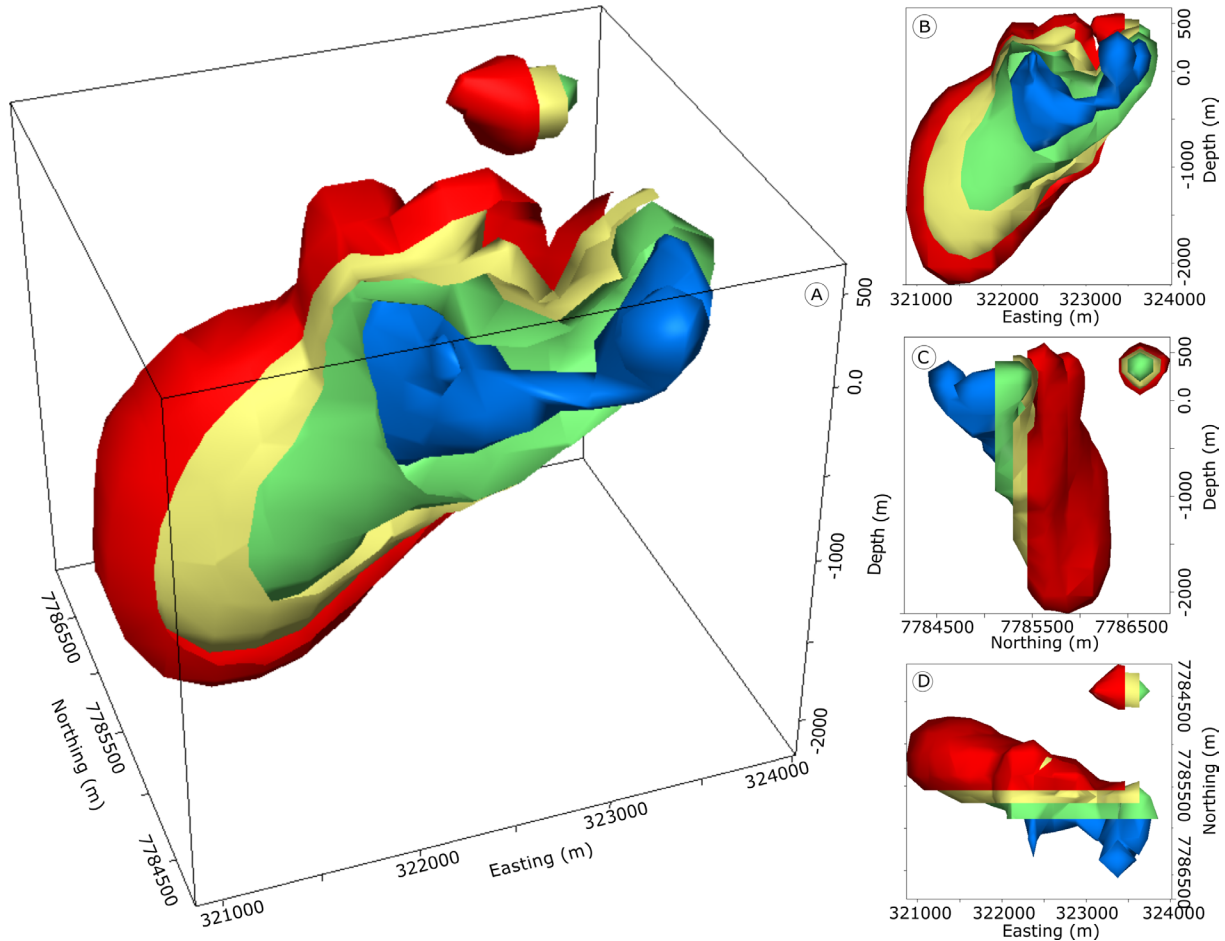 A
500
0.0
-1000
-2000
Depth (m)
7786500
7785500
7784500
Northing (m)
321000
322000
323000
324000
Easting (m)
B
500
0.0
-1000
-2000
Depth (m)
321000 322000 323000 324000
Easting (m)
C
500
0.0
-1000
-2000
Depth (m)
7784500 7785500 7786500
Northing (m)
D
7784500
7785500
7786500
Northing (m)
321000 322000 323000 324000
Easting (m)